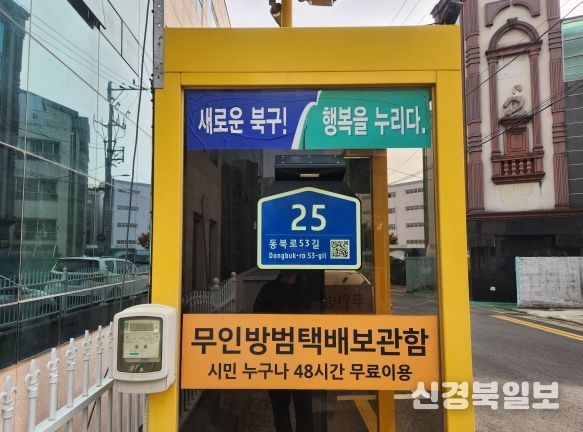 새로운 북구! 행복을 누리다.
25
동북로53길
Dongbuk-ro 53-gil
무인방범택배보관함
시민 누구나 48시간 무료이용
신경북일보